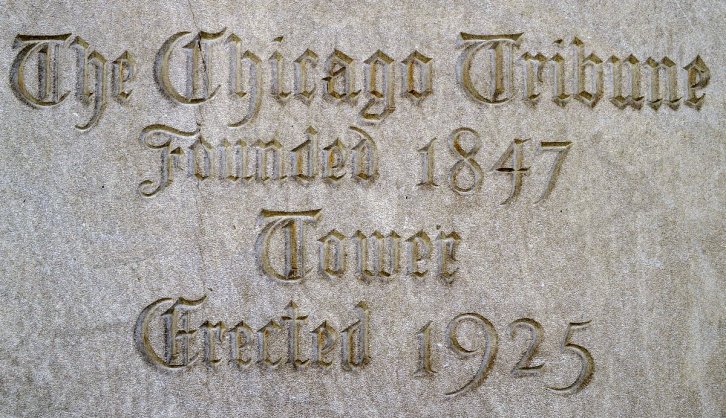 The Chicago Tribune
Founded 1847
Tower
Erected 1925